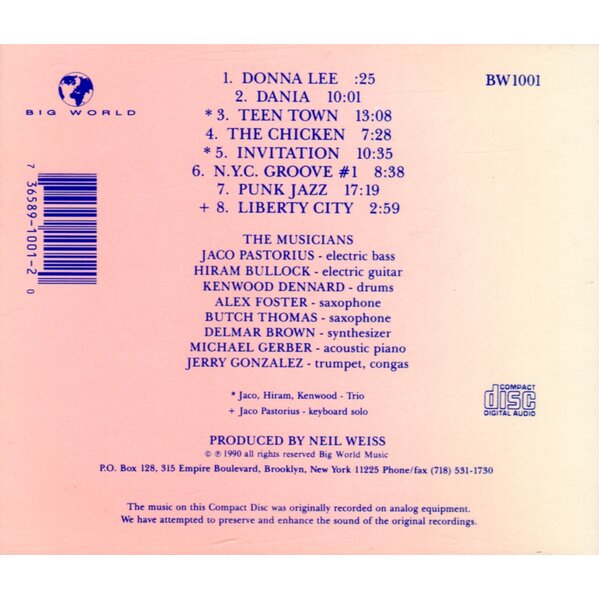 BIG WORLD
BW1001
1. DONNA LEE :25
2. DANIA 10:01
* 3. TEEN TOWN 13:08
4. THE CHICKEN 7:28
* 5. INVITATION 10:35
6. N.Y.C. GROOVE #1 8:38
7. PUNK JAZZ 17:19
+ 8. LIBERTY CITY 2:59
7 36589-1001-2 0
THE MUSICIANS
JACO PASTORIUS - electric bass
HIRAM BULLOCK - electric guitar
KENWOOD DENNARD - drums
ALEX FOSTER - saxophone
BUTCH THOMAS - saxophone
DELMAR BROWN - synthesizer
MICHAEL GERBER - acoustic piano
JERRY GONZALEZ - trumpet, congas
* Jaco, Hiram, Kenwood - Trio
+ Jaco Pastorius - keyboard solo
COMPACT
disc
DIGITAL AUDIO
PRODUCED BY NEIL WEISS
© ℗ 1990 all rights reserved Big World Music
P.O. Box 128, 315 Empire Boulevard, Brooklyn, New York 11225 Phone/fax (718) 531-1730
The music on this Compact Disc was originally recorded on analog equipment.
We have attempted to preserve and enhance the sound of the original recordings.